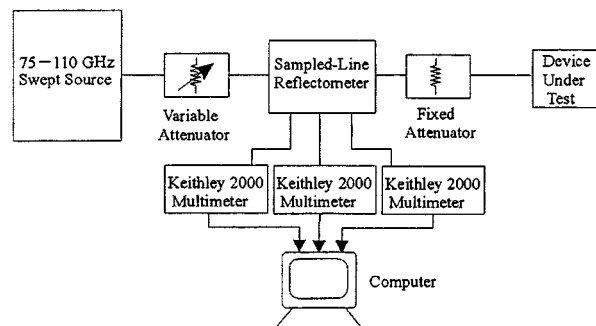 75－110 GHz
Swept Source
Variable
Attenuator
Sampled-Line
Reflectometer
Fixed
Attenuator
Device
Under
Test
Keithley 2000
Multimeter
Keithley 2000
Multimeter
Keithley 2000
Multimeter
Computer